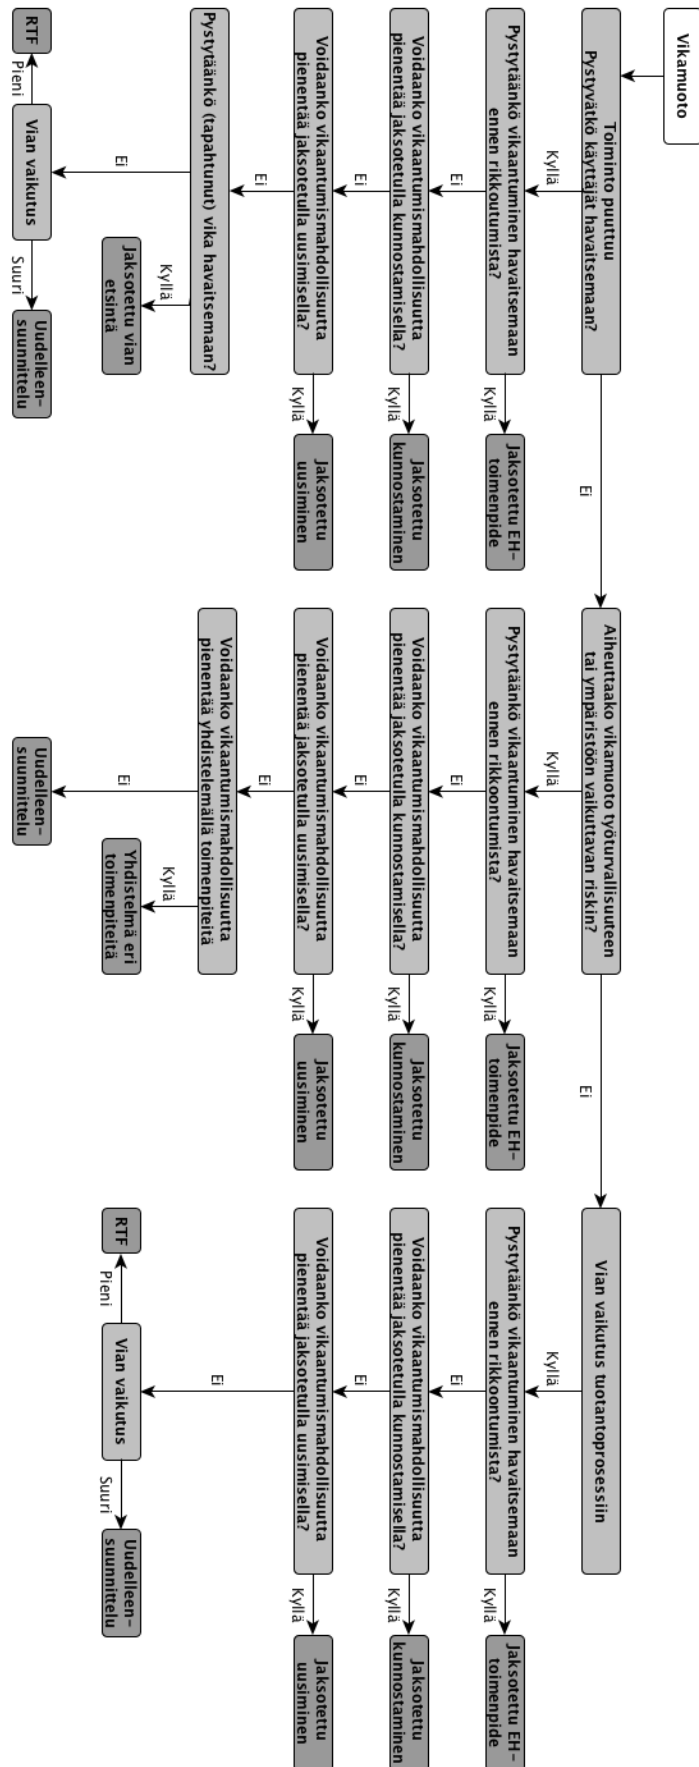 Vikamuoto
Toiminto puuttuu
Pystyvätkö käyttäjät havaitsemaan?
Ei
Aiheuttaako vikamuoto työturvallisuuteen
tai ympäristöön vaikuttavan riskin?
Ei
Vian vaikutus tuotantoprosessiin
Kyllä
Kyllä
Kyllä
Pystytäänkö vikaantuminen havaitsemaan
ennen rikkoutumista?
Kyllä
Jaksotettu EH-
toimenpide
Pystytäänkö vikaantuminen havaitsemaan
ennen rikkoontumista?
Kyllä
Jaksotettu EH-
toimenpide
Pystytäänkö vikaantuminen havaitsemaan
ennen rikkoontumista?
Kyllä
Jaksotettu EH-
toimenpide
Ei
Ei
Ei
Voidaanko vikaantumismahdollisuutta
pienentää jaksotetulla kunnostamisella?
Kyllä
Jaksotettu
kunnostaminen
Voidaanko vikaantumismahdollisuutta
pienentää jaksotetulla kunnostamisella?
Kyllä
Jaksotettu
kunnostaminen
Voidaanko vikaantumismahdollisuutta
pienentää jaksotetulla kunnostamisella?
Kyllä
Jaksotettu
kunnostaminen
Ei
Ei
Ei
Voidaanko vikaantumismahdollisuutta
pienentää jaksotetulla uusimisella?
Kyllä
Jaksotettu
uusiminen
Voidaanko vikaantumismahdollisuutta
pienentää jaksotetulla uusimisella?
Kyllä
Jaksotettu
uusiminen
Voidaanko vikaantumismahdollisuutta
pienentää jaksotetulla uusimisella?
Kyllä
Jaksotettu
uusiminen
Ei
Ei
Ei
Pystytäänkö (tapahtunut) vika havaitsemaan?
Voidaanko vikaantumismahdollisuutta
pienentää yhdistelemällä toimenpiteitä
Ei
Kyllä
Ei
Kyllä
Jaksotettu vian
etsintä
Yhdistelmä eri
toimenpiteitä
RTF
Pieni
Vian vaikutus
Suuri
Uudelleen-
suunnittelu
RTF
Pieni
Vian vaikutus
Suuri
Uudelleen-
suunnittelu
Uudelleen-
suunnittelu